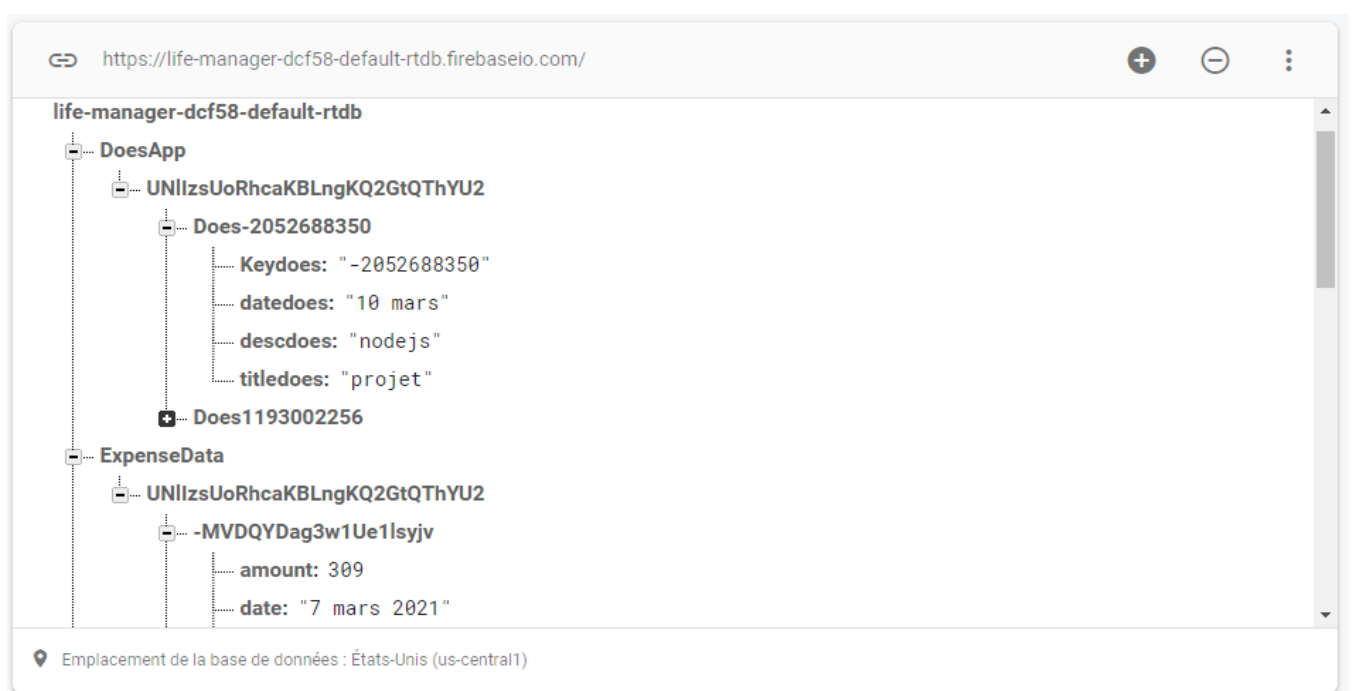 https://life-manager-dcf58-default-rtdb.firebaseio.com/
life-manager-dcf58-default-rtdb
DoesApp
UNlIzsUoRhcaKBLngKQ2GtQThYU2
Does-2052688350
Keydoes: "-2052688350"
datedoes: "10 mars"
descdoes: "nodejs"
titledoes: "projet"
Does1193002256
ExpenseData
UNlIzsUoRhcaKBLngKQ2GtQThYU2
-MVDQYDag3w1Ue1lsyjv
amount: 309
date: "7 mars 2021"
Emplacement de la base de données : États-Unis (us-central1)